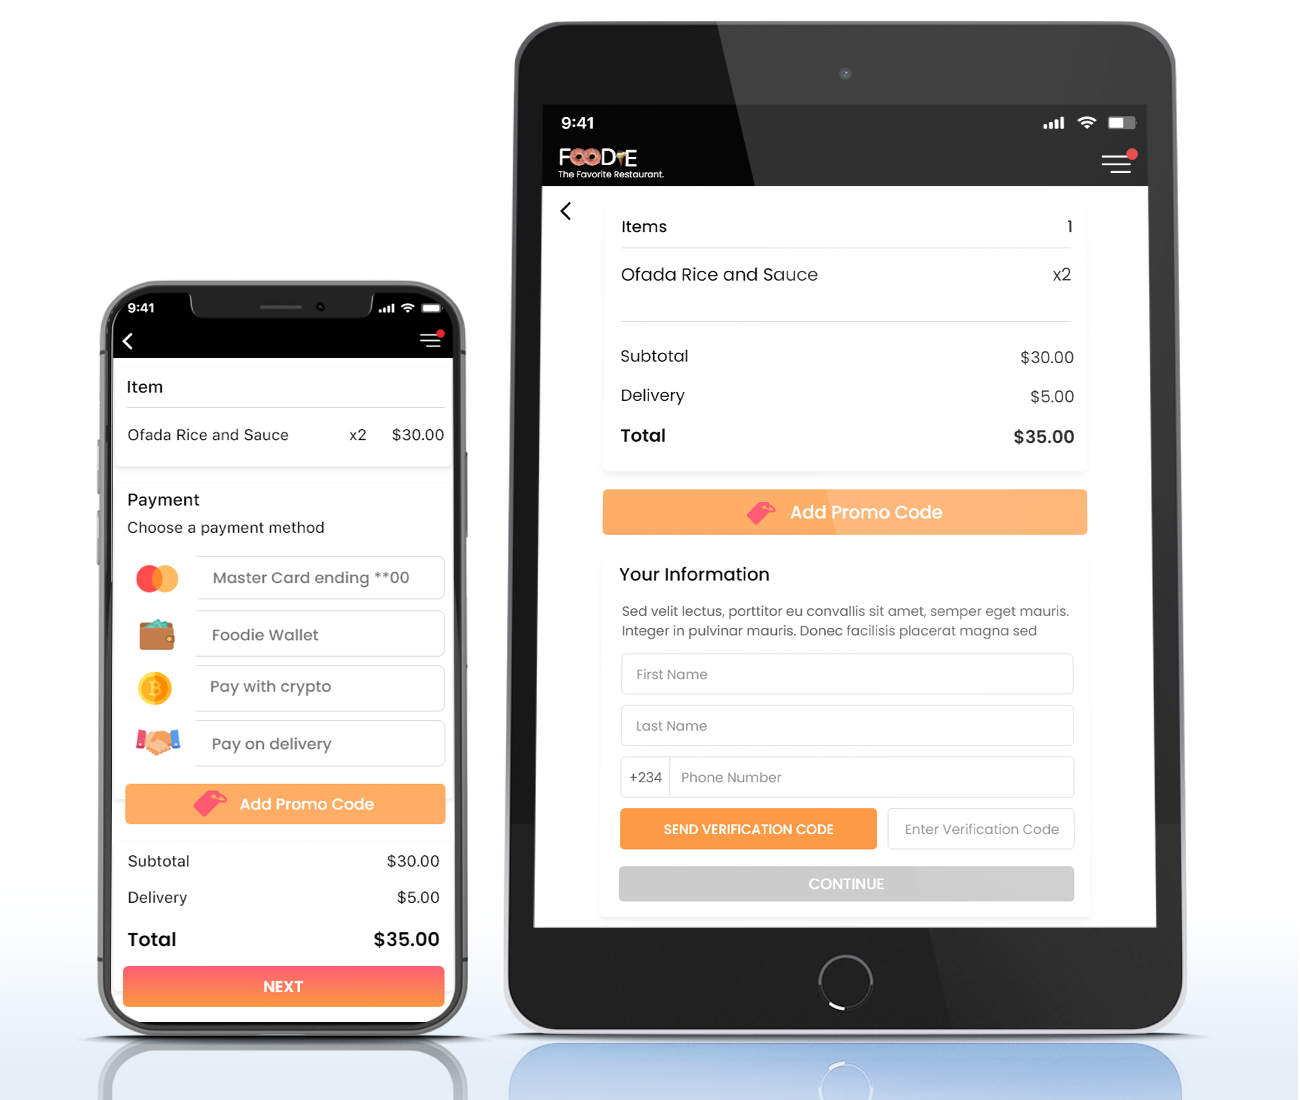 9:41
Item
Ofada Rice and Sauce x2 $30.00
Payment
Choose a payment method
Master Card ending **00
Foodie Wallet
Pay with crypto
Pay on delivery
Add Promo Code
Subtotal $30.00
Delivery $5.00
Total $35.00
NEXT
9:41
FOODIE
The Favorite Restaurant.
Items 1
Ofada Rice and Sauce x2
Subtotal $30.00
Delivery $5.00
Total $35.00
Add Promo Code
Your Information
Sed velit lectus, porttitor eu convallis sit amet, semper eget mauris.
Integer in pulvinar mauris. Donec facilisis placerat magna sed
First Name
Last Name
+234 Phone Number
SEND VERIFICATION CODE Enter Verification Code
CONTINUE